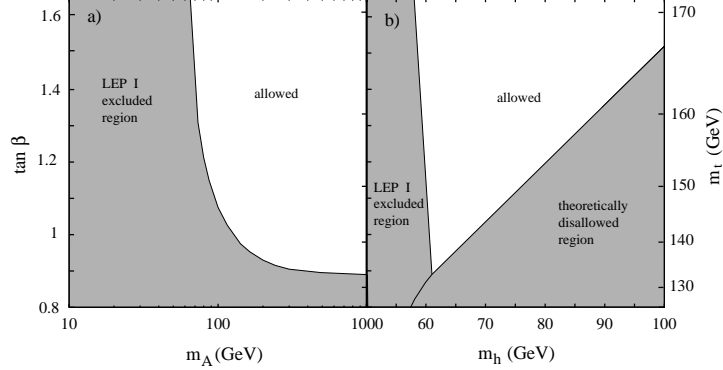 1.6
1.4
1.2
1
0.8
tan β
a)
LEP I
excluded
region
allowed
10
100
1000
m_A (GeV)
b)
allowed
LEP I
excluded
region
theoretically
disallowed
region
60
70
80
90
100
m_h (GeV)
170
160
150
140
130
m_t (GeV)